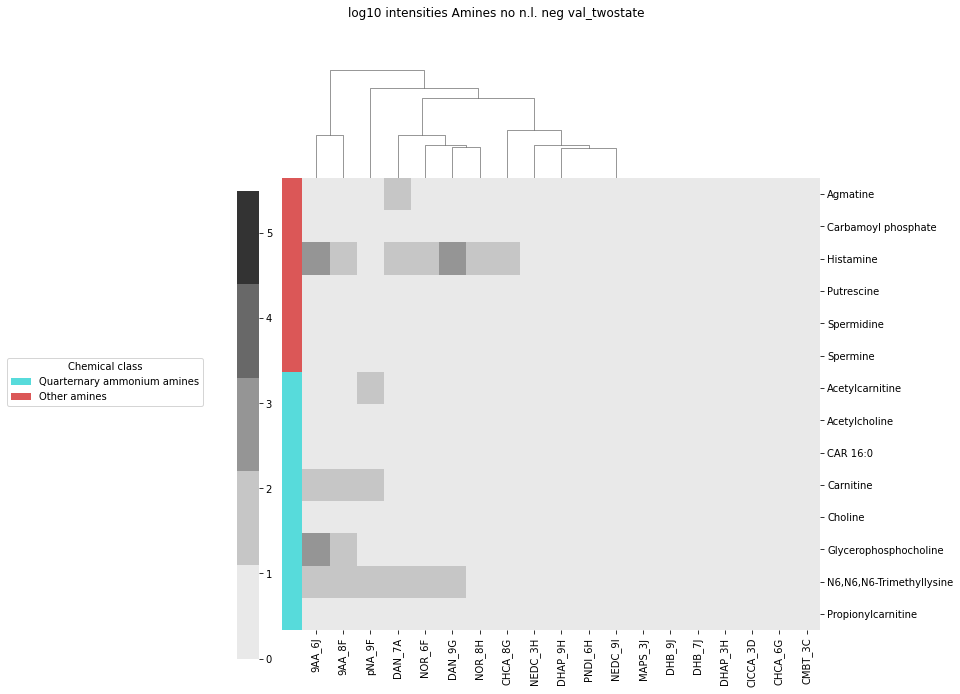 log10 intensities Amines no n.l. neg val_twostate
Agmatine
Carbamoyl phosphate
Histamine
Putrescine
Spermidine
Spermine
Acetylcarnitine
Acetylcholine
CAR 16:0
Carnitine
Choline
Glycerophosphocholine
N6,N6,N6-Trimethyllysine
Propionylcarnitine
5
4
3
2
1
0
Chemical class
Quarternary ammonium amines
Other amines
9AA_6J
9AA_8F
pNA_9F
DAN_7A
NOR_6F
DAN_9G
NOR_8H
CHCA_8G
NEDC_3H
DHAP_9H
PNDI_6H
NEDC_9J
MAPS_3J
DHB_9J
DHB_7J
DHAP_3H
ClCCA_3D
CHCA_6G
CMBT_3C